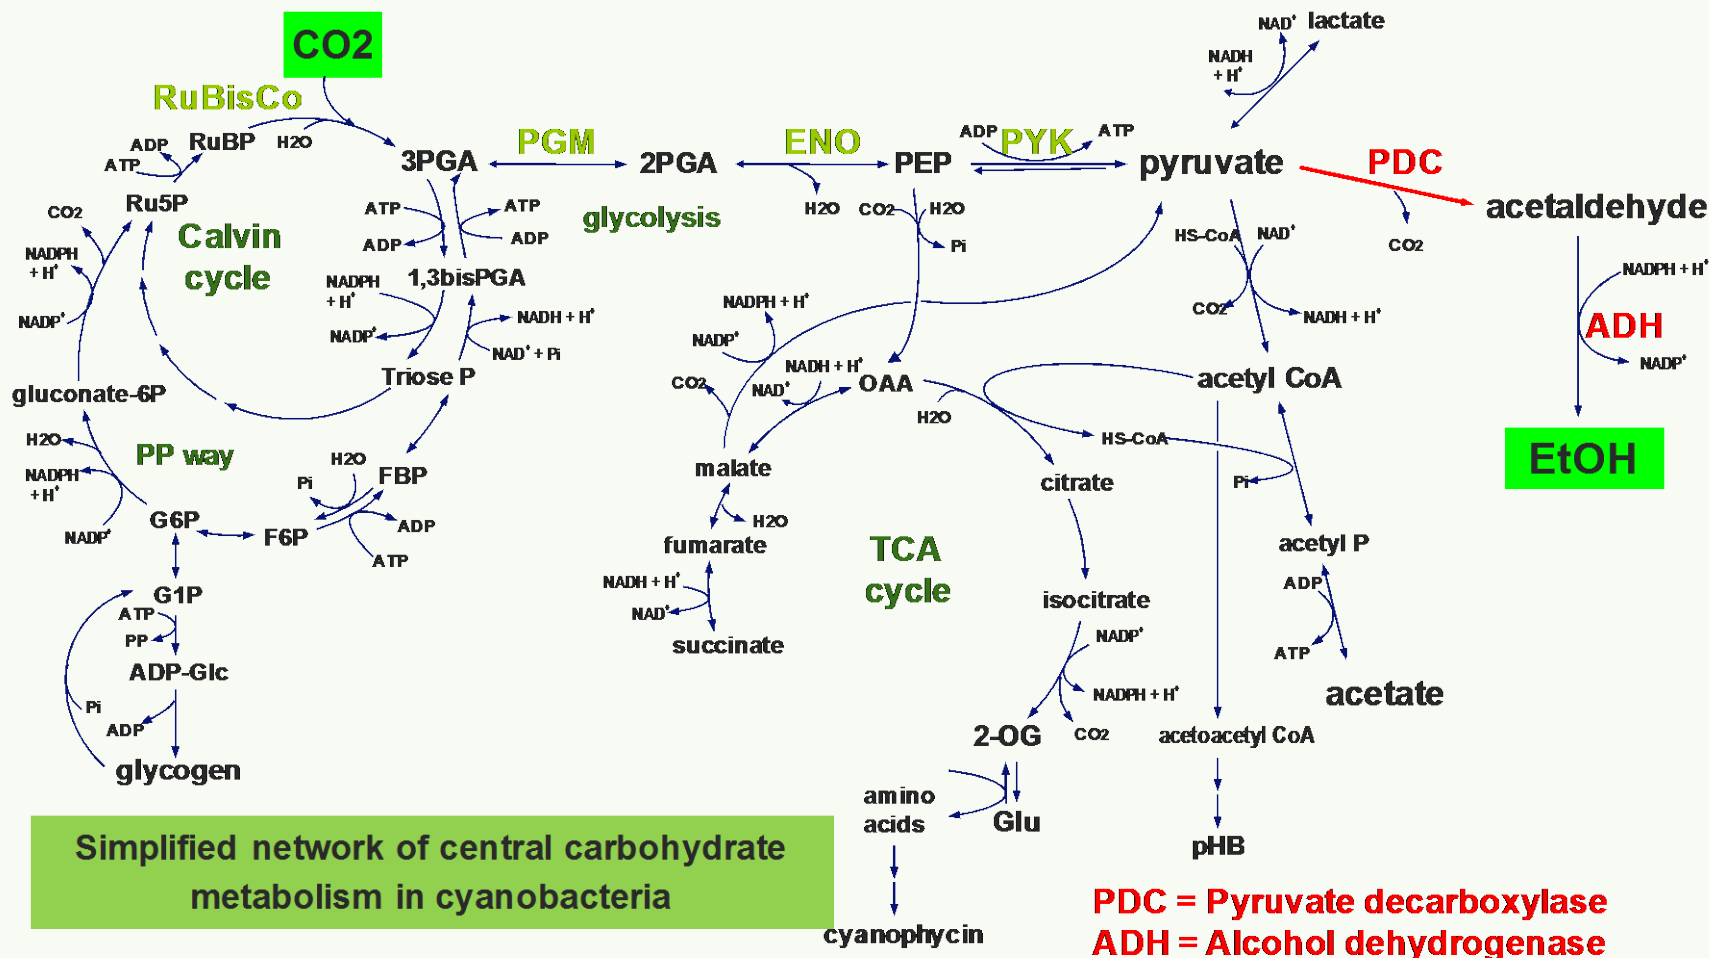 CO2
RuBisCo
RuBP
H2O
ADP
ATP
Ru5P
CO2
NADPH
+ H+
NADP+
Calvin
cycle
3PGA
PGM
2PGA
ENO
H2O
PEP
ADP
PYK
ATP
pyruvate
NAD+
lactate
NADH
+ H+
PDC
CO2
acetaldehyde
glycolysis
ATP
ADP
ATP
ADP
1,3bisPGA
NADPH
+ H+
NADP+
NADH + H+
NAD+ + Pi
Triose P
CO2
H2O
Pi
HS-CoA
NAD+
CO2
NADH + H+
NADPH + H+
ADH
NADP+
EtOH
gluconate-6P
H2O
NADPH
+ H+
NADP+
PP way
G6P
F6P
FBP
H2O
Pi
ADP
ATP
G1P
ATP
PP
ADP-Glc
Pi
ADP
glycogen
NADPH + H+
NADP+
CO2
NADH + H+
NAD+
OAA
H2O
malate
H2O
fumarate
NADH + H+
NAD+
succinate
TCA
cycle
acetyl CoA
HS-CoA
Pi
citrate
isocitrate
NADP+
NADPH + H+
CO2
2-OG
amino
acids
Glu
cyanophycin
acetyl P
ADP
ATP
acetate
acetoacetyl CoA
pHB
Simplified network of central carbohydrate
metabolism in cyanobacteria
PDC = Pyruvate decarboxylase
ADH = Alcohol dehydrogenase